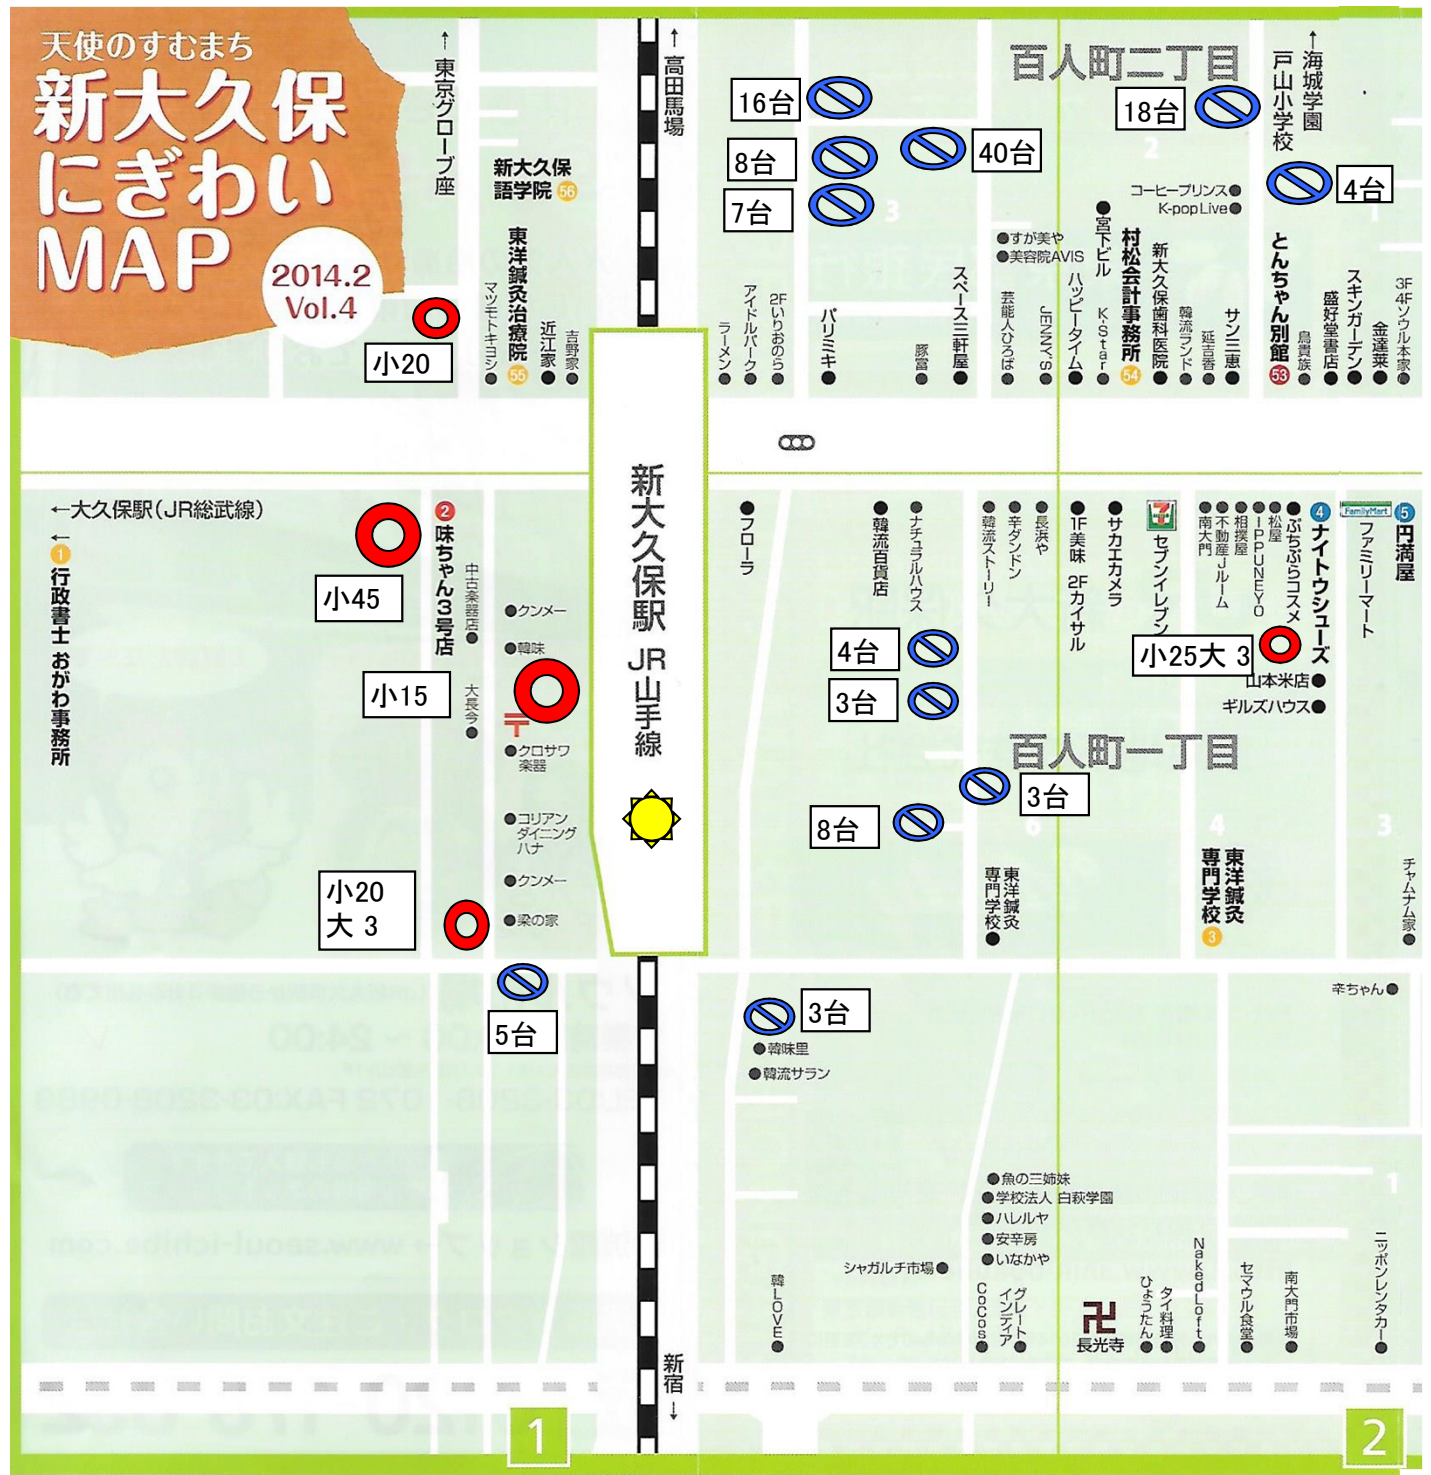 天使のすむまち
新大久保
にぎわい
MAP
2014.2
Vol.4
↑東京グローブ座
↑高田馬場
百人町二丁目
↑海城学園
戸山小学校
16台
8台
7台
40台
18台
4台
2
3
1
新大久保
語学院 56
東洋鍼灸治療院 55
マツモトキヨシ
近江家
吉野家
小20
ラーメン
アイドルパーク
2Fいりおのら
パリミキ
豚富
スペース三軒屋
すが美や
美容院AVIS
芸能人ひろば
JENNY'S
ハッピータイム
宮下ビル
K・Star
村松会計事務所 54
新大久保歯科医院
韓流ランド
延吉香
サン三恵
コーヒープリンス
K-popLive
とんちゃん別館 53
鳥貴族
盛好堂書店
スキンガーデン
金達莱
3F
4Fソウル本家
←大久保駅(JR総武線)
←
1 行政書士 おがわ事務所
小45
2 味ちゃん3号店
中古楽器店
大長今
小15
クンメー
韓味
〒
クロサワ
楽器
コリアン
ダイニング
ハナ
クンメー
梁の家
小20
大 3
5台
新大久保駅 JR山手線
フローラ
韓流百貨店
ナチュラルハウス
韓流ストーリー
辛ダンドン
長浜や
1F美味 2Fカイサル
サカエカメラ
7
セブンイレブン
南大門
不動産Jルーム
相撲屋
IPPUNEYO
松屋
ぷちぷらコスメ
4 ナイトウシューズ
FamilyMart
ファミリーマート
5 円満屋
小25大 3
山本米店
ギルズハウス
4台
3台
百人町一丁目
3台
8台
6
4
3
東洋鍼灸
専門学校
東洋鍼灸
専門学校 3
チャムナム家
3台
韓味里
韓流サラン
辛ちゃん
1
魚の三姉妹
学校法人 白萩学園
ハレルヤ
安辛房
いなかや
シャガルチ市場
韓LOVE
CoCos
グレート
インディア
卍
長光寺
ひょうたん
タイ料理
NakedLoft
セマウル食堂
南大門市場
ニッポンレンタカー
新宿↓
1
2